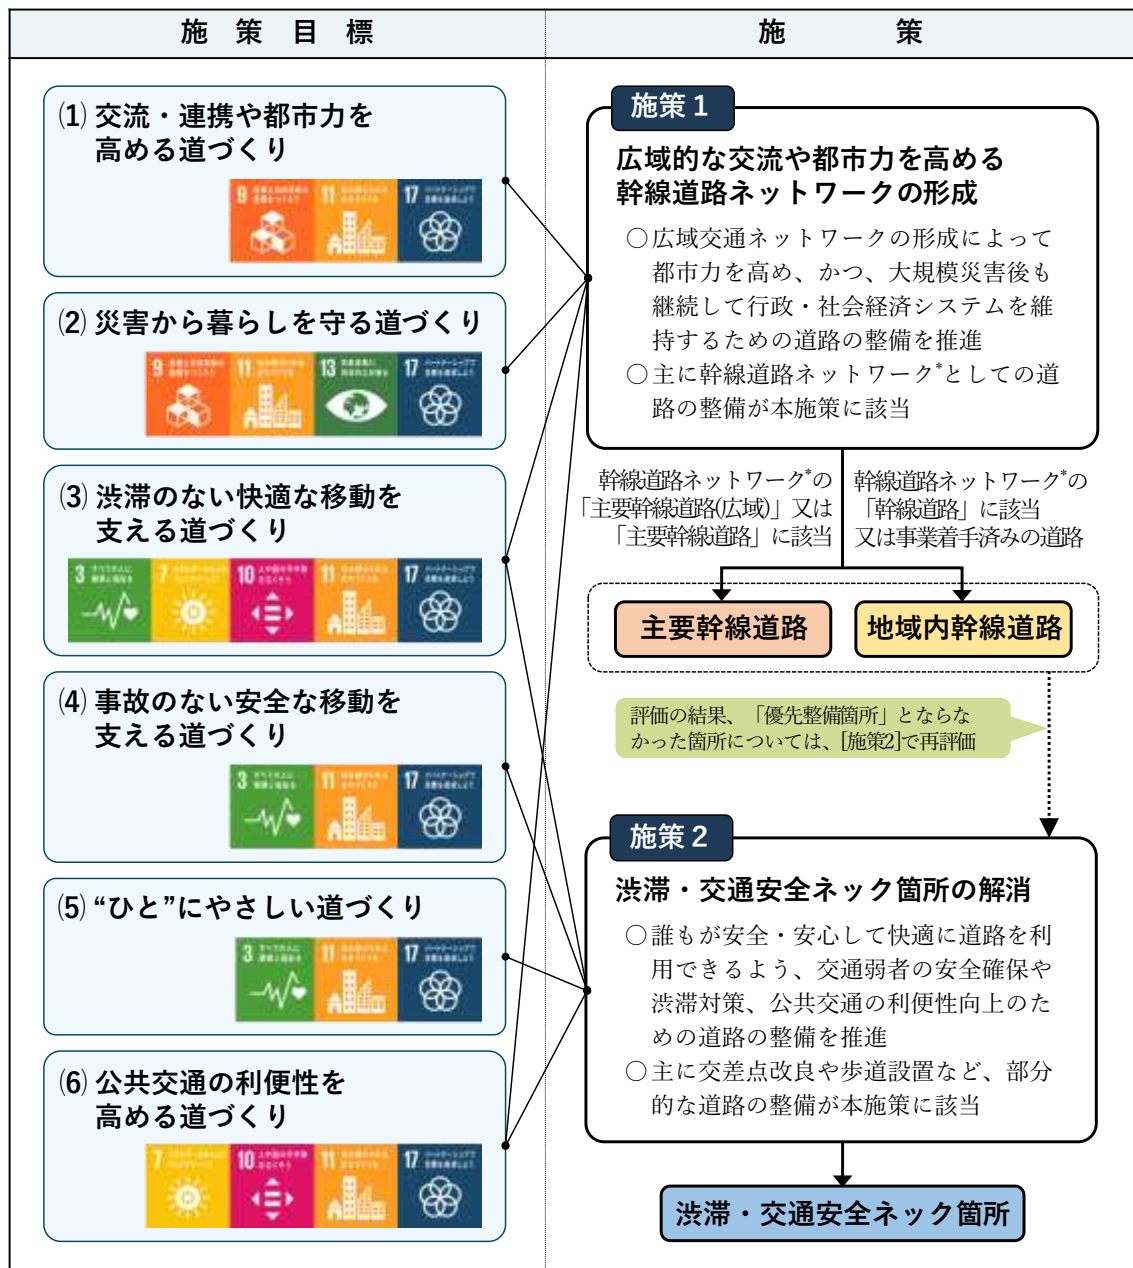 施策目標
施策
(1) 交流・連携や都市力を
高める道づくり
9
11
17
(2) 災害から暮らしを守る道づくり
9
11
13
17
(3) 渋滞のない快適な移動を
支える道づくり
3
7
10
11
17
(4) 事故のない安全な移動を
支える道づくり
3
11
17
(5) “ひと”にやさしい道づくり
3
11
17
(6) 公共交通の利便性を
高める道づくり
7
10
11
17
施策1
広域的な交流や都市力を高める
幹線道路ネットワークの形成
○広域交通ネットワークの形成によって
都市力を高め、かつ、大規模災害後も
継続して行政・社会経済システムを維
持するための道路の整備を推進
○主に幹線道路ネットワーク*としての道
路の整備が本施策に該当
幹線道路ネットワーク*の
「主要幹線道路(広域)」又は
「主要幹線道路」に該当
幹線道路ネットワーク*の
「幹線道路」に該当
又は事業着手済みの道路
主要幹線道路
地域内幹線道路
評価の結果、「優先整備箇所」とならな
かった箇所については、[施策2]で再評価
施策2
渋滞・交通安全ネック箇所の解消
○誰もが安全・安心して快適に道路を利
用できるよう、交通弱者の安全確保や
渋滞対策、公共交通の利便性向上のた
めの道路の整備を推進
○主に交差点改良や歩道設置など、部分
的な道路の整備が本施策に該当
渋滞・交通安全ネック箇所